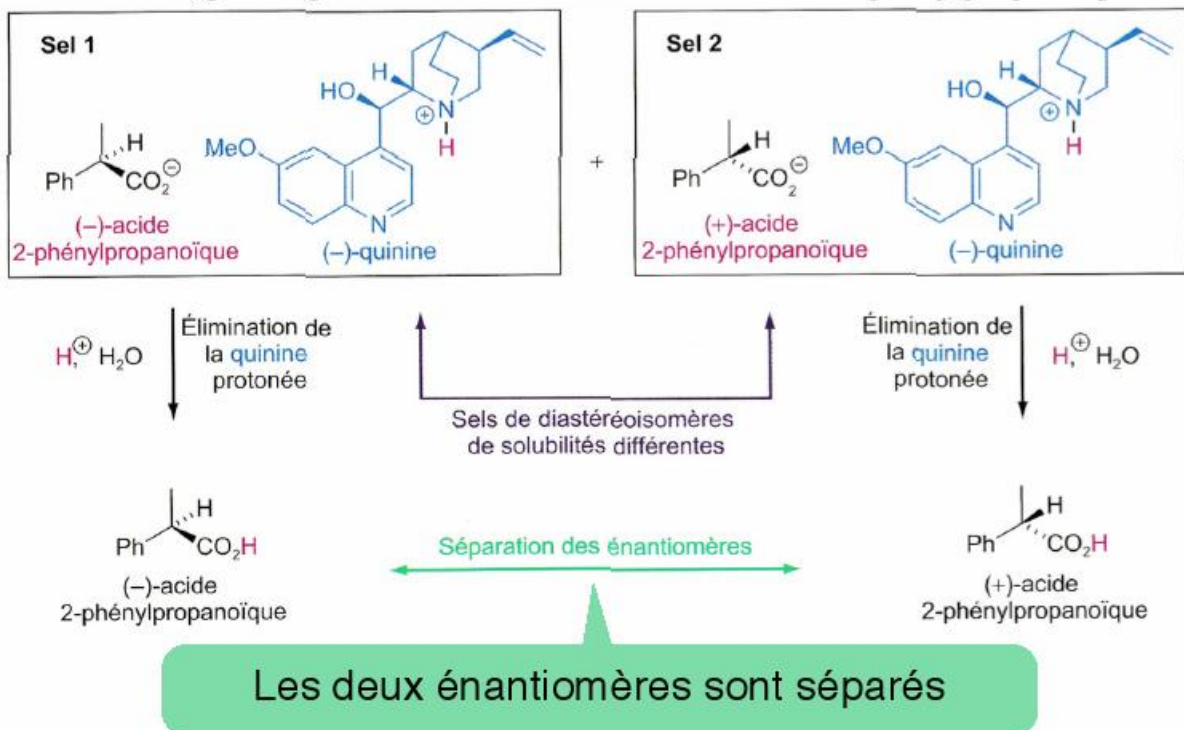 Sel 1
Sel 2
H
HO
N
⊕
H
MeO
N
H
Ph
CO₂⊖
(–)-acide
2-phénylpropanoïque
(–)-quinine
+
H
HO
N
⊕
H
MeO
N
H
Ph
CO₂⊖
(+)-acide
2-phénylpropanoïque
(–)-quinine
H,⊕ H₂O
Élimination de
la quinine
protonée
Sels de diastéréoisomères
de solubilités différentes
Élimination de
la quinine
protonée
H,⊕ H₂O
H
Ph
CO₂H
(–)-acide
2-phénylpropanoïque
Séparation des énantiomères
H
Ph
CO₂H
(+)-acide
2-phénylpropanoïque
Les deux énantiomères sont séparés